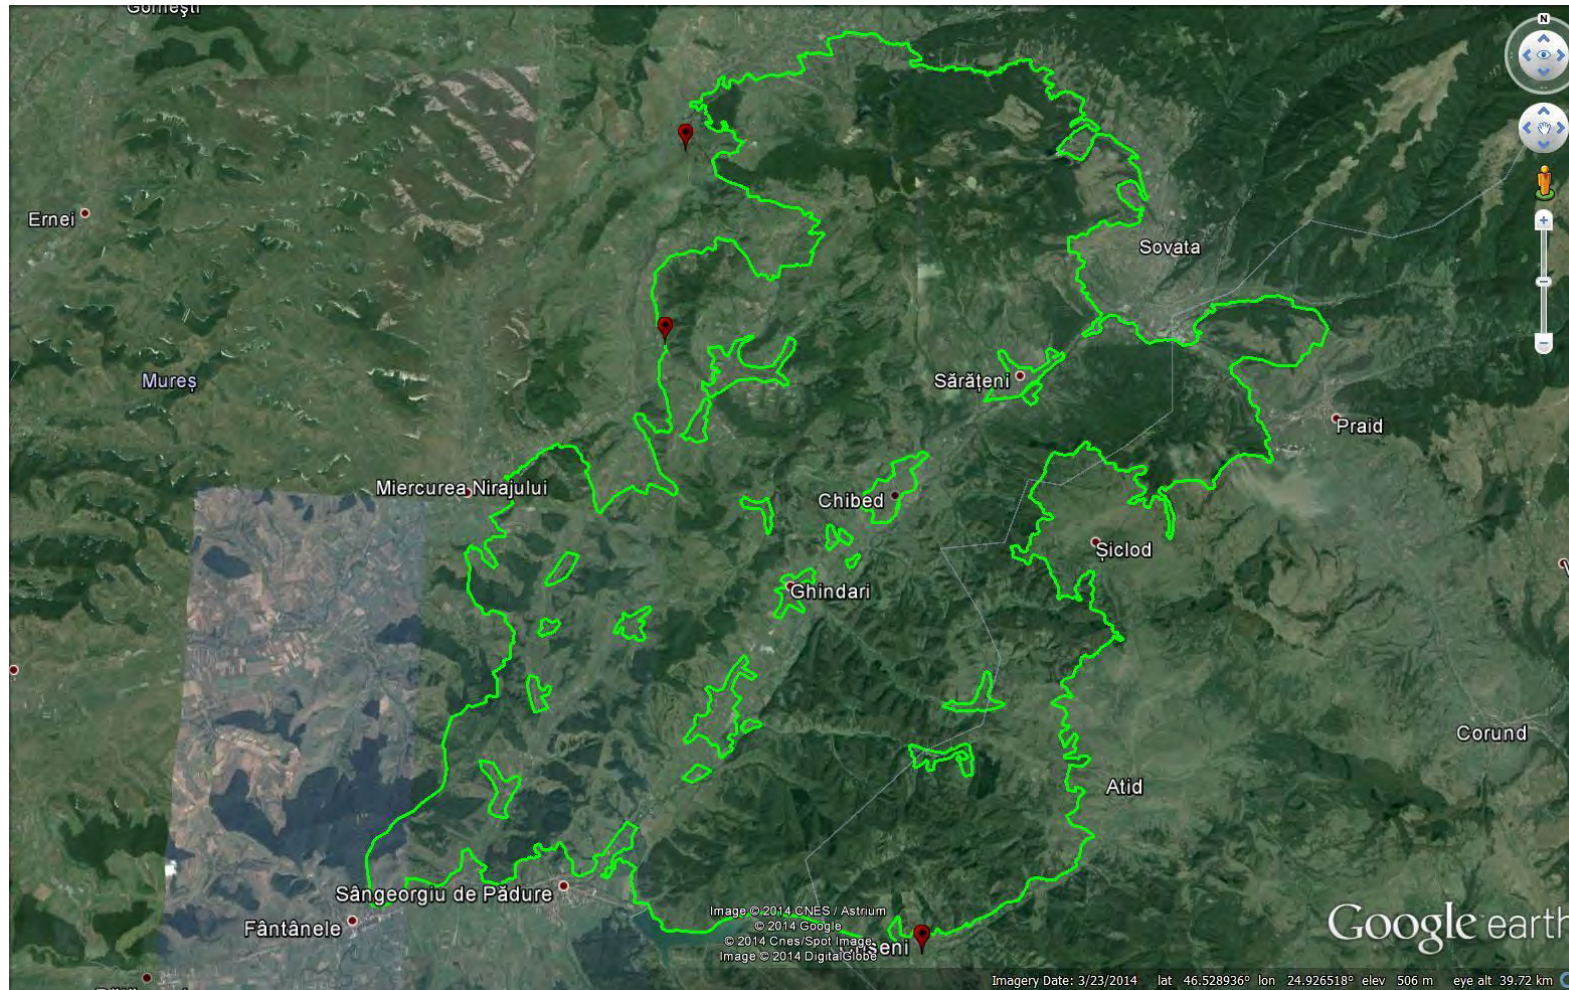 Ernei
Sovata
Mureș
Sărățeni
Praid
Miercurea Nirajului
Chibed
Șiclod
Ghindari
Corund
Atid
Sângeorgiu de Pădure
Fântânele
Image © 2014 CNES / Astrium
© 2014 Google
© 2014 Cnes/Spot Image
Image © 2014 DigitalGlobe
Google earth
N
Imagery Date: 3/23/2014 lat 46.528936° lon 24.926518° elev 506 m eye alt 39.72 km